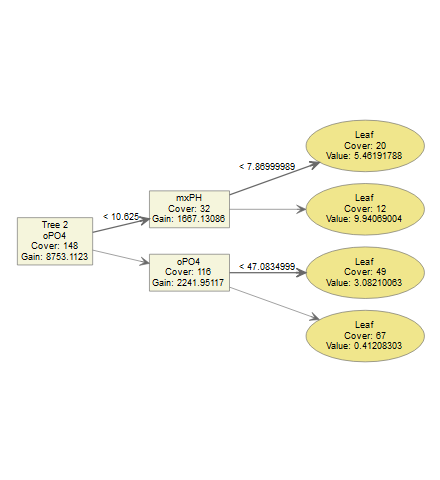 Leaf
Cover: 20
Value: 5.46191788
< 7.86999989
mxPH
Cover: 32
Gain: 1667.13086
Leaf
Cover: 12
Value: 9.94069004
< 10.625
Tree 2
oPO4
Cover: 148
Gain: 8753.1123
oPO4
Cover: 116
Gain: 2241.95117
< 47.0834999
Leaf
Cover: 49
Value: 3.08210063
Leaf
Cover: 67
Value: 0.41208303